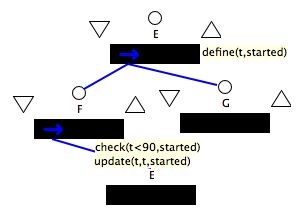 E
define(t,started)
F
G
check(t<90,started)
update(t,t,started)
E